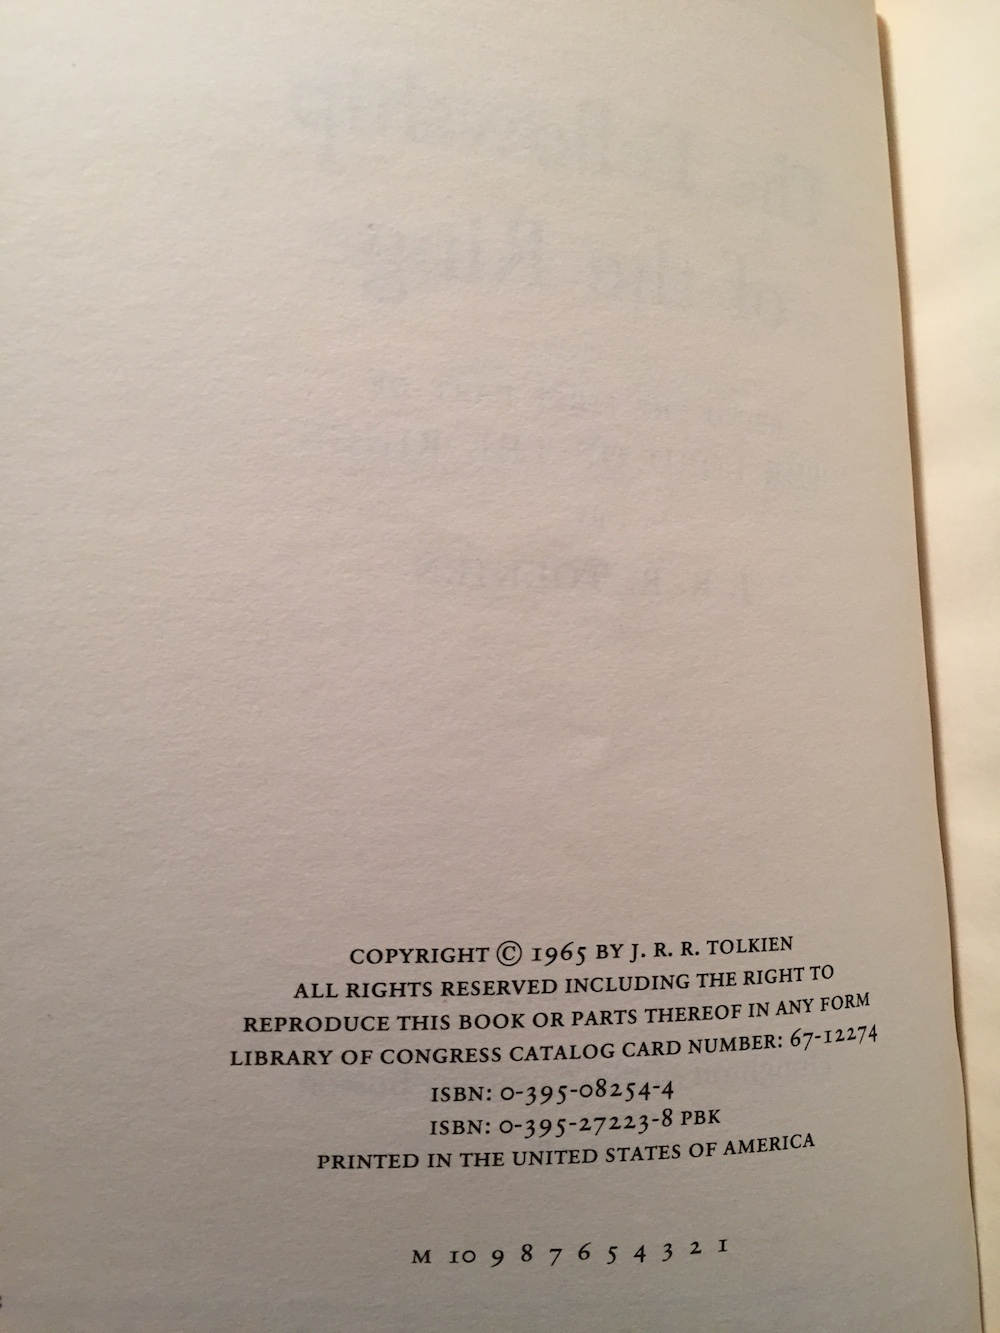 COPYRIGHT © 1965 BY J. R. R. TOLKIEN
ALL RIGHTS RESERVED INCLUDING THE RIGHT TO
REPRODUCE THIS BOOK OR PARTS THEREOF IN ANY FORM
LIBRARY OF CONGRESS CATALOG CARD NUMBER: 67-12274
ISBN: 0-395-08254-4
ISBN: 0-395-27223-8 PBK
PRINTED IN THE UNITED STATES OF AMERICA
M 10 9 8 7 6 5 4 3 2 1